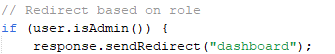 // Redirect based on role
if (user.isAdmin()) {
    response.sendRedirect("dashboard");